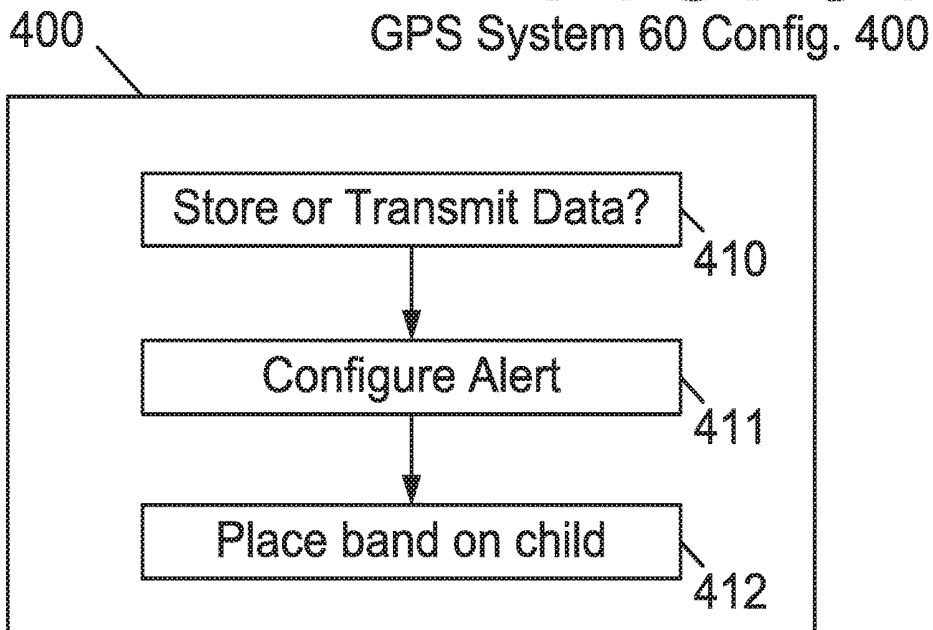 400
GPS System 60 Config. 400
Store or Transmit Data?
410
Configure Alert
411
Place band on child
412